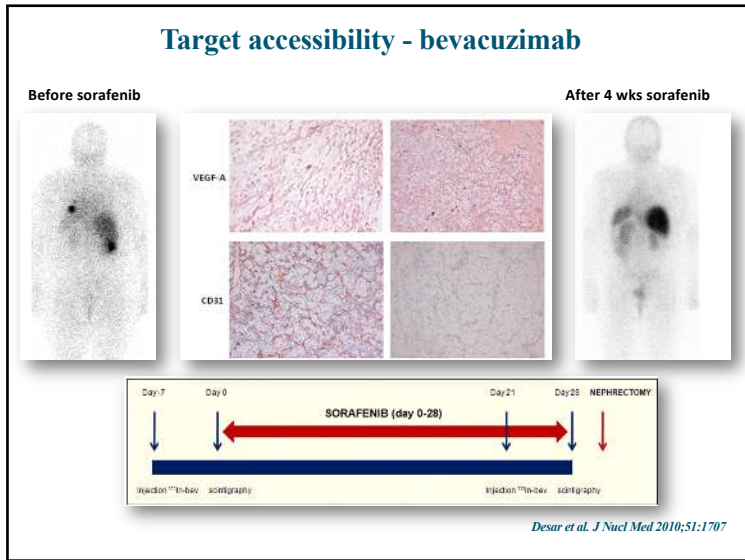 Target accessibility - bevacuzimab
Before sorafenib
After 4 wks sorafenib
VEGF-A
CD31
Day-7
Day 0
Day 21
Day 28
NEPHRECTOMY
SORAFENIB (day 0-28)
Injection ¹¹¹In-bev.
scintigraphy
Injection ¹¹¹In-bev.
scintigraphy
Desar et al. J Nucl Med 2010;51:1707